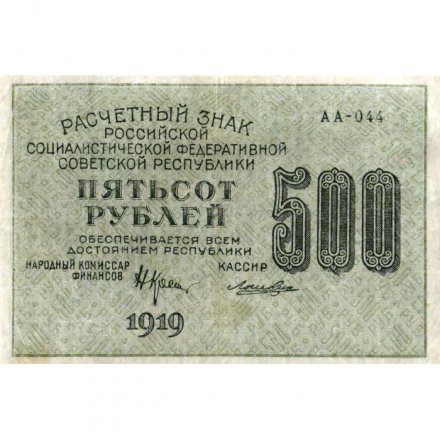 РАСЧЕТНЫЙ ЗНАК
РОССИЙСКОЙ
СОЦИАЛИСТИЧЕСКОЙ ФЕДЕРАТИВНОЙ
СОВЕТСКОЙ РЕСПУБЛИКИ
АА-044
ПЯТЬСОТ
РУБЛЕЙ
500
ОБЕСПЕЧИВАЕТСЯ ВСЕМ
ДОСТОЯНИЕМ РЕСПУБЛИКИ
НАРОДНЫЙ КОМИССАР
ФИНАНСОВ
КАССИР
1919